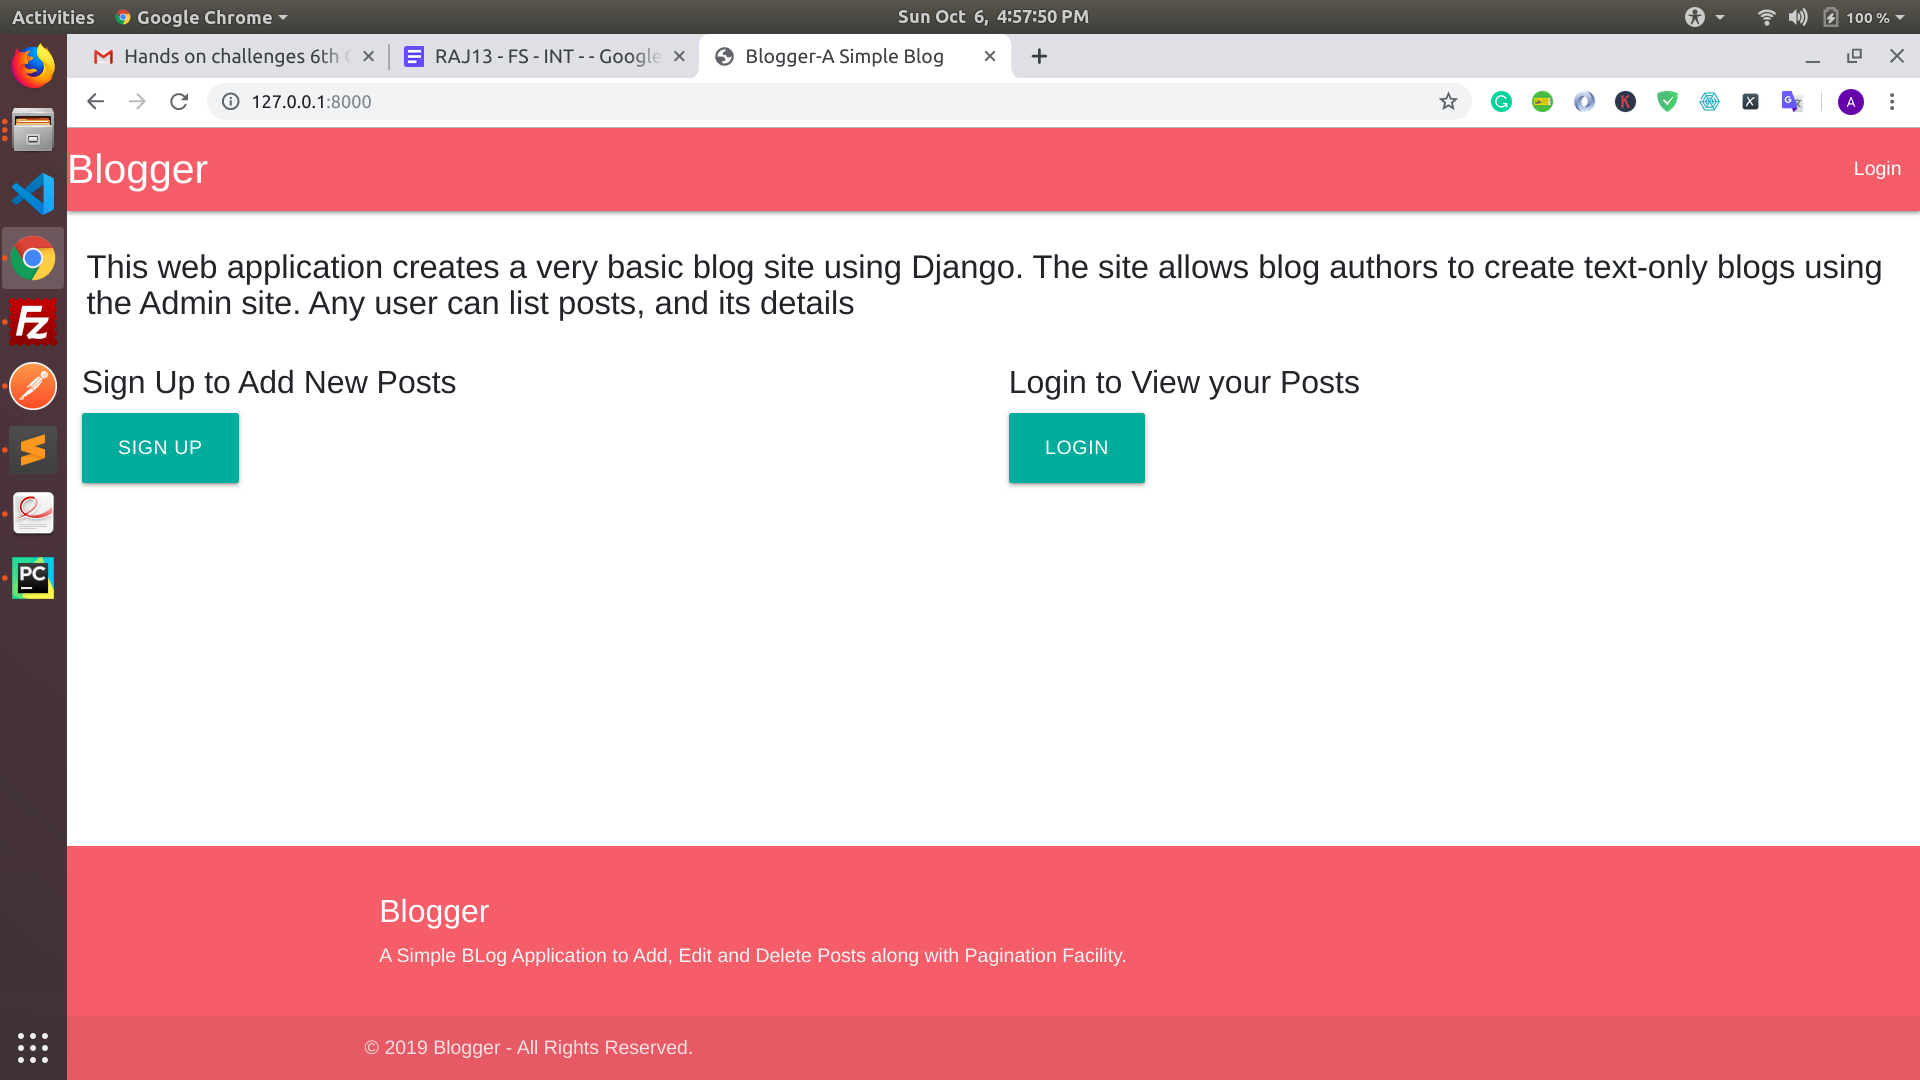 Activities Google Chrome Sun Oct 6, 4:57:50 PM 100 %
Hands on challenges 6th RAJ13 - FS - INT - - Google Blogger-A Simple Blog
127.0.0.1:8000 A
Blogger Login
This web application creates a very basic blog site using Django. The site allows blog authors to create text-only blogs using
the Admin site. Any user can list posts, and its details
Sign Up to Add New Posts Login to View your Posts
SIGN UP LOGIN
PC
Blogger
A Simple BLog Application to Add, Edit and Delete Posts along with Pagination Facility.
© 2019 Blogger - All Rights Reserved.